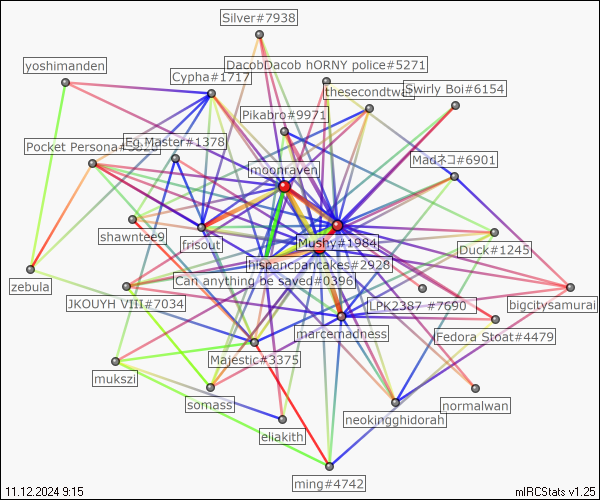 Silver#7938
DacobDacob hORNY police#5271
yoshimanden
Cypha#1717
thesecondtwan
Swirly Boi#6154
Pikabro#9971
Eg.Master#1378
Pocket Persona
Madネコ#6901
moonraven
shawntee9
frisout
Mushy#1984
Duck#1245
hispancpancakes#2928
Can anything be saved#0396
zebula
JKOUYH VIII#7034
LPK2387 #7690
bigcitysamurai
marcemadness
Fedora Stoat#4479
Majestic#3375
mukszi
somass
normalwan
neokingghidorah
eliakith
ming#4742
11.12.2024 9:15
mIRCStats v1.25